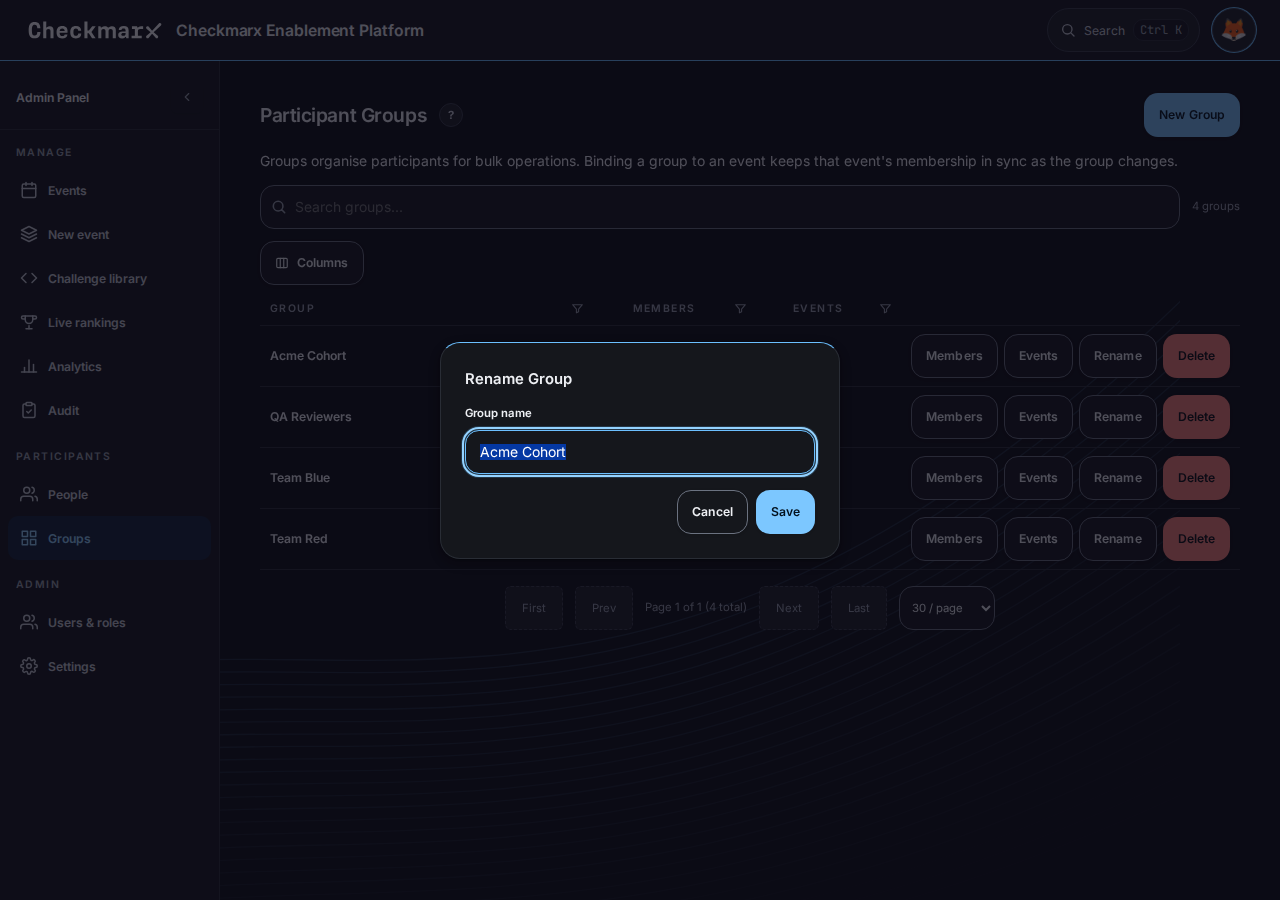 Checkmarx Checkmarx Enablement Platform Search Ctrl K
Admin Panel
Participant Groups ? New Group
MANAGE
Groups organise participants for bulk operations. Binding a group to an event keeps that event's membership in sync as the group changes.
Events
Search groups... 4 groups
New event
Columns
Challenge library
GROUP MEMBERS EVENTS
Live rankings
Acme Cohort Members Events Rename Delete
Analytics
Rename Group
Audit
Group name
QA Reviewers Members Events Rename Delete
PARTICIPANTS
Acme Cohort
People
Team Blue Members Events Rename Delete
Cancel Save
Groups
Team Red Members Events Rename Delete
ADMIN
First Prev Page 1 of 1 (4 total) Next Last 30 / page
Users & roles
Settings